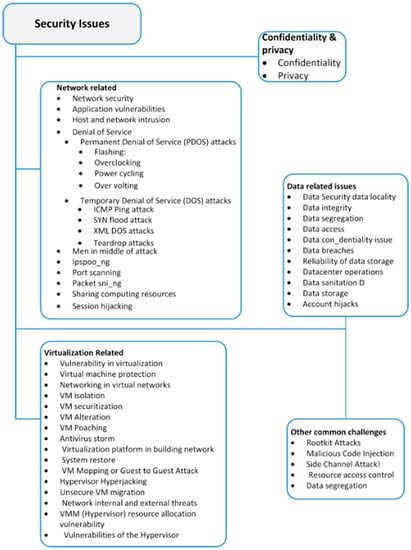 Security Issues
Confidentiality &
privacy
• Confidentiality
• Privacy
Network related
• Network security
• Application vulnerabilities
• Host and network intrusion
• Denial of Service
• Permanent Denial of Service (PDOS) attacks
• Flashing:
• Overclocking
• Power cycling
• Over volting
• Temporary Denial of Service (DOS) attacks
• ICMP Ping attack
• SYN flood attack
• XML DOS attacks
• Teardrop attacks
• Men in middle of attack
• Ipspoo_ng
• Port scanning
• Packet sni_ng
• Sharing computing resources
• Session hijacking
Data related issues
• Data Security data locality
• Data integrity
• Data segregation
• Data access
• Data con_dentiality issue
• Data breaches
• Reliability of data storage
• Datacenter operations
• Data sanitation D
• Data storage
• Account hijacks
Virtualization Related
• Vulnerability in virtualization
• Virtual machine protection
• Networking in virtual networks
• VM isolation
• VM securitization
• VM Alteration
• VM Poaching
• Antivirus storm
• Virtualization platform in building network
• System restore
• VM Mopping or Guest to Guest Attack
• Hypervisor Hyperjacking
• Unsecure VM migration
• Network internal and external threats
• VMM (Hypervisor) resource allocation
vulnerability
• Vulnerabilities of the Hypervisor
Other common challenges
• Rootkit Attacks
• Malicious Code Injection
• Side Channel Attack!
• Resource access control
• Data segregation